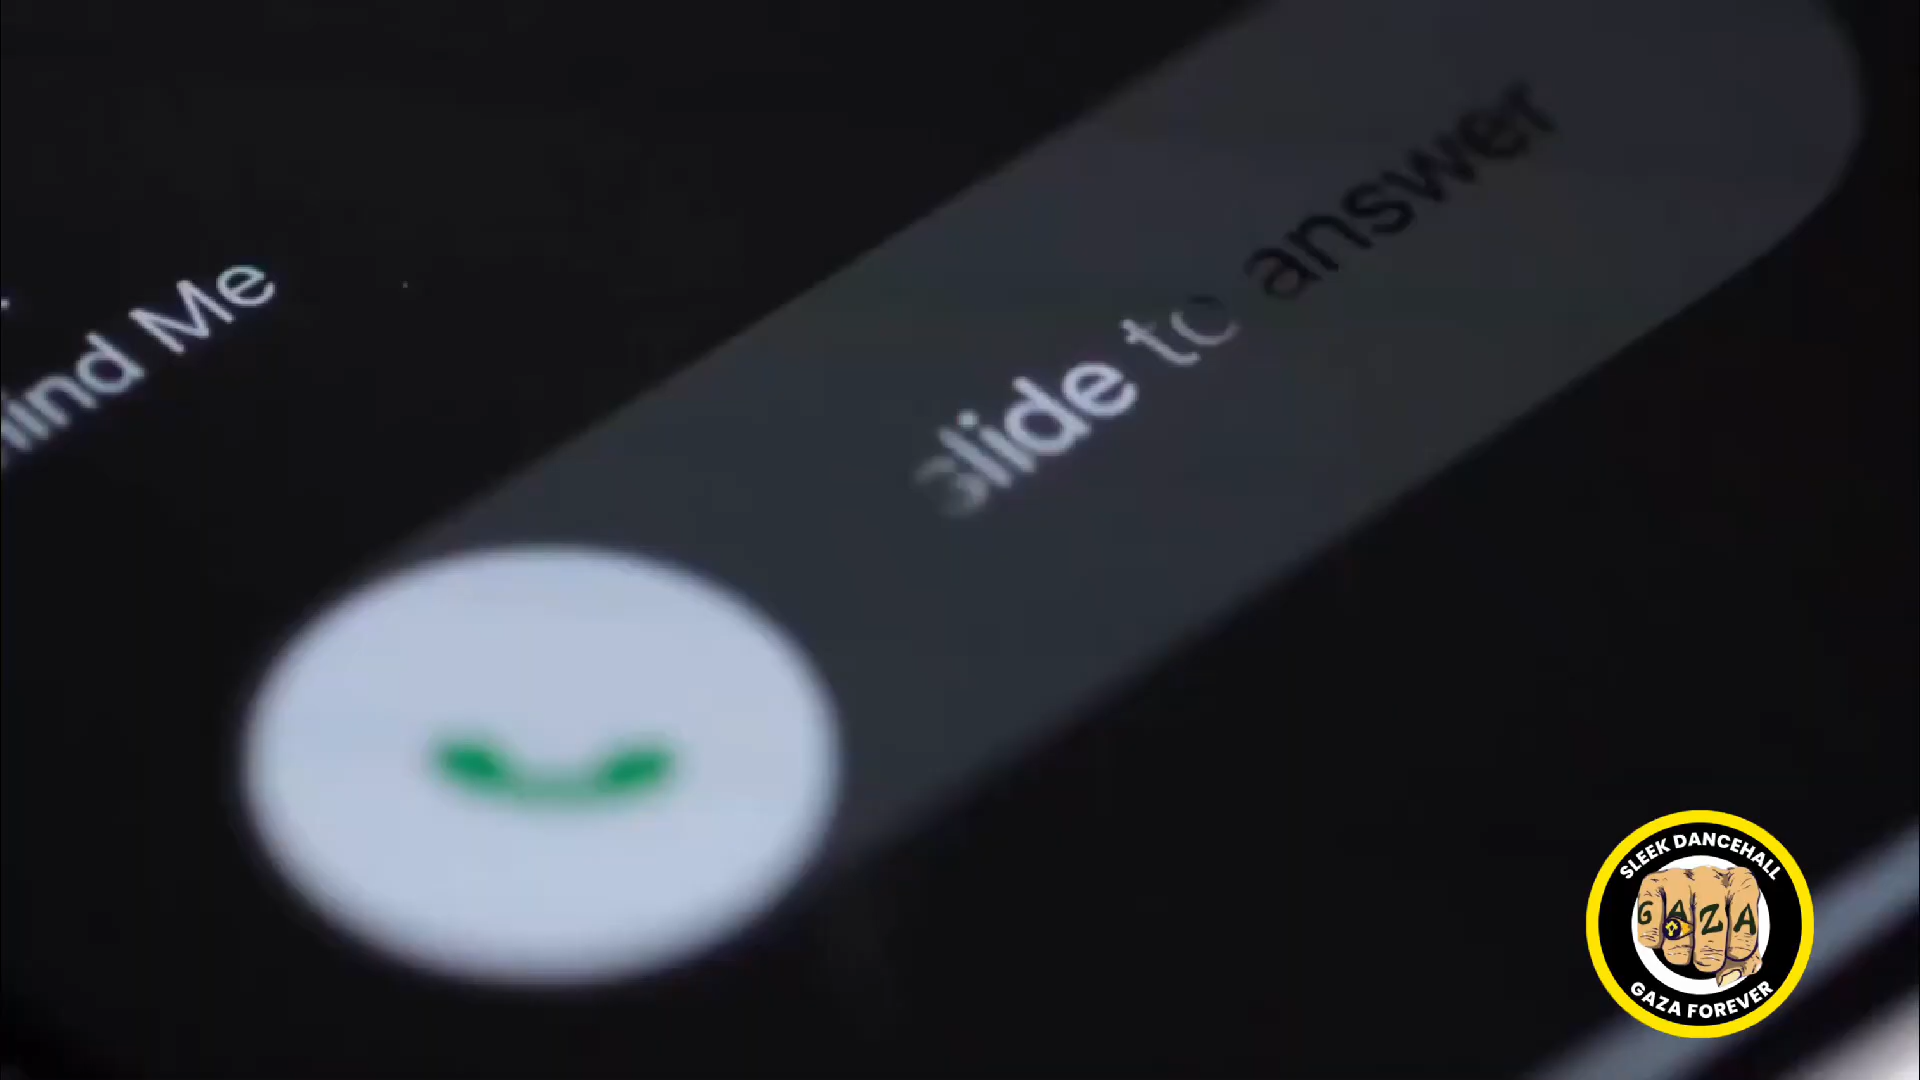 Me
slide to answer
SLEEK DANCEHALL
GAZA
GAZA FOREVER